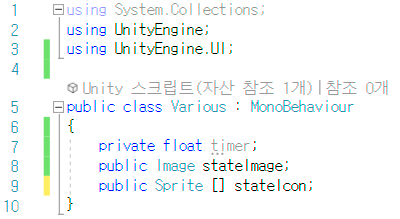 1 using System.Collections;
2 using UnityEngine;
3 using UnityEngine.UI;
4
Unity 스크립트(자산 참조 1개)|참조 0개
5 public class Various : MonoBehaviour
6 {
7 private float timer;
8 public Image stateImage;
9 public Sprite [] stateIcon;
10 }